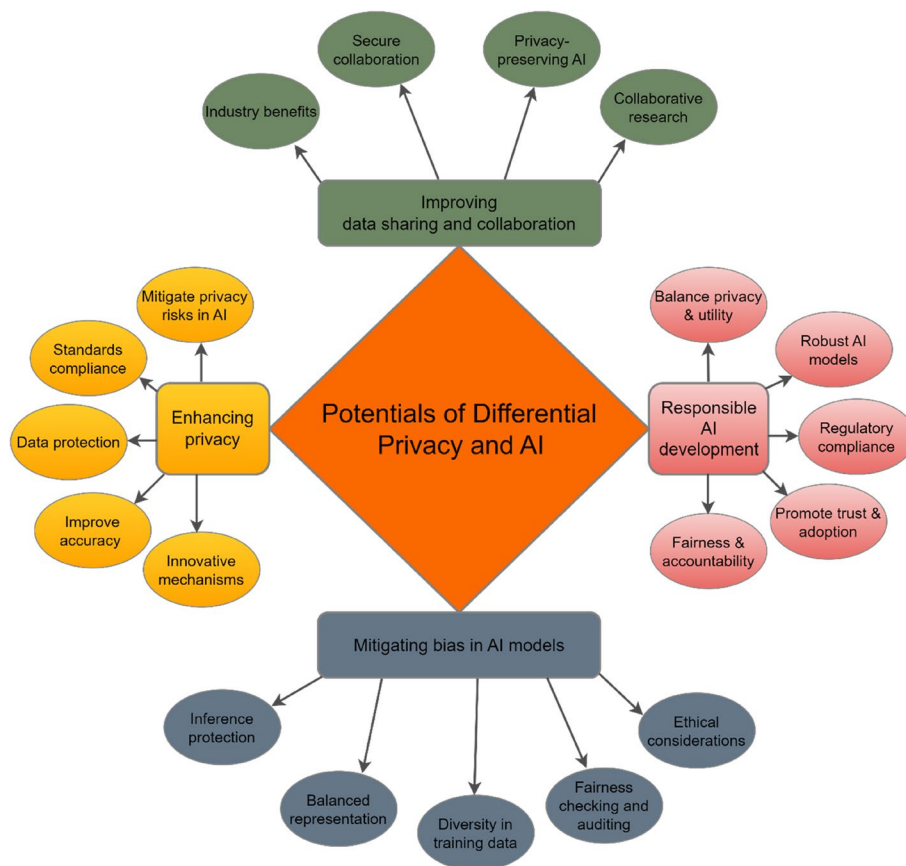 Secure
collaboration
Privacy-
preserving AI
Industry benefits
Collaborative
research
Improving
data sharing and collaboration
Mitigate privacy
risks in AI
Standards
compliance
Data protection
Improve
accuracy
Innovative
mechanisms
Enhancing
privacy
Potentials of Differential
Privacy and AI
Balance privacy
& utility
Robust AI
models
Responsible
AI
development
Regulatory
compliance
Promote trust &
adoption
Fairness &
accountability
Mitigating bias in AI models
Inference
protection
Balanced
representation
Diversity in
training data
Fairness
checking and
auditing
Ethical
considerations